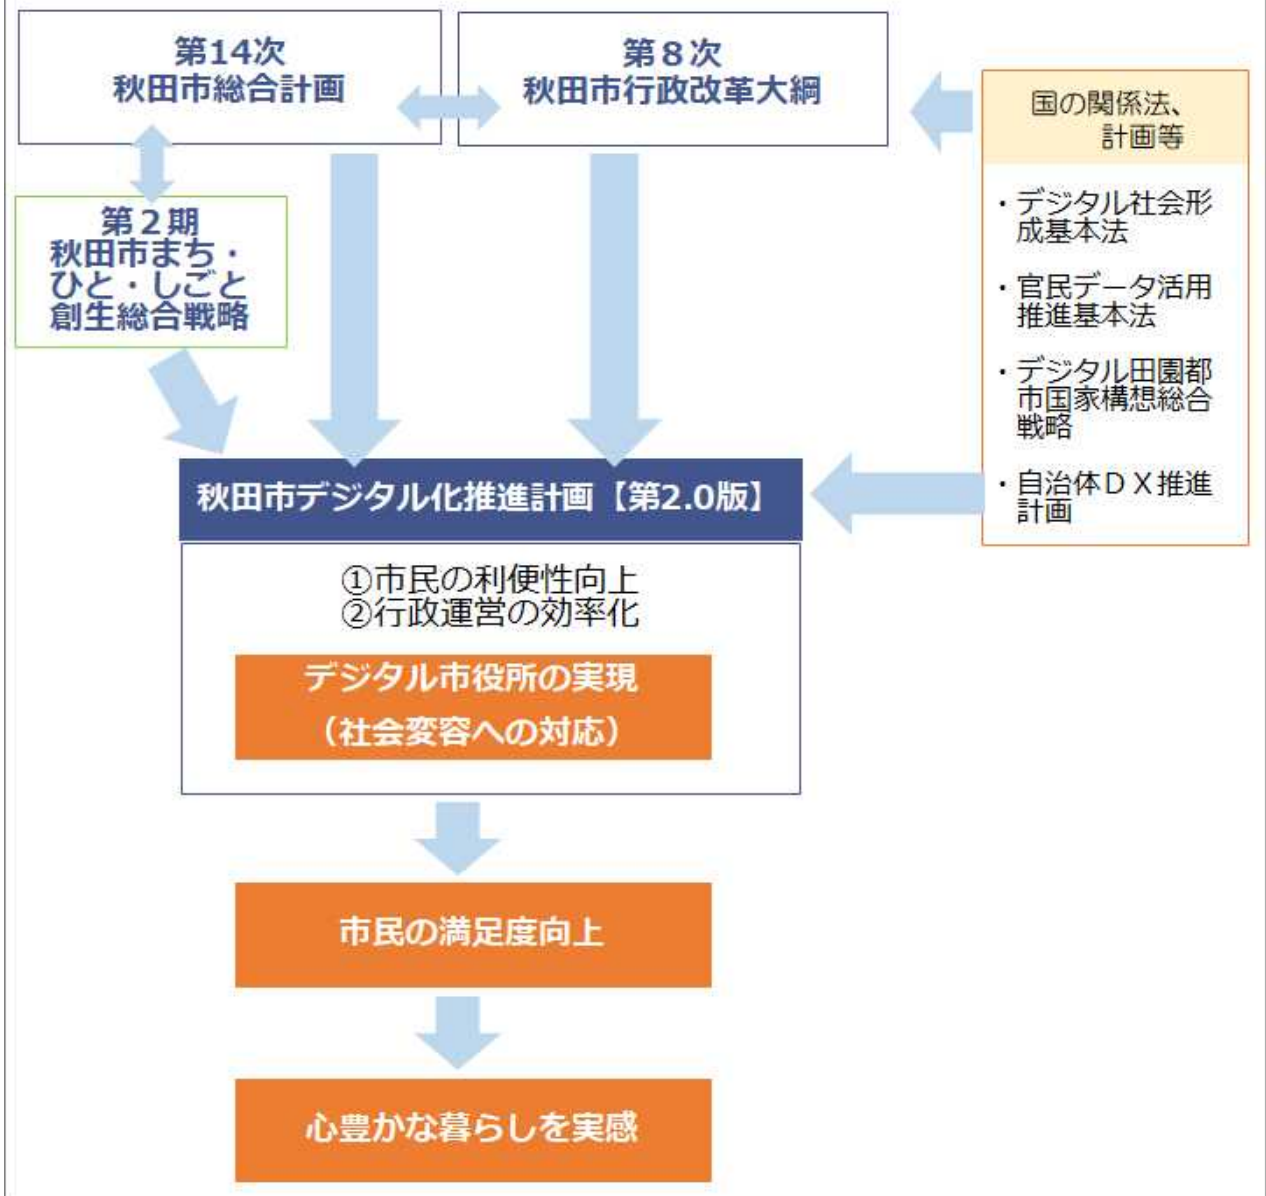 第14次
秋田市総合計画
第８次
秋田市行政改革大綱
国の関係法、
計画等
・デジタル社会形
成基本法
・官民データ活用
推進基本法
・デジタル田園都
市国家構想総合
戦略
・自治体ＤＸ推進
計画
第２期
秋田市まち・
ひと・しごと
創生総合戦略
秋田市デジタル化推進計画【第2.0版】
①市民の利便性向上
②行政運営の効率化
デジタル市役所の実現
（社会変容への対応）
市民の満足度向上
心豊かな暮らしを実感